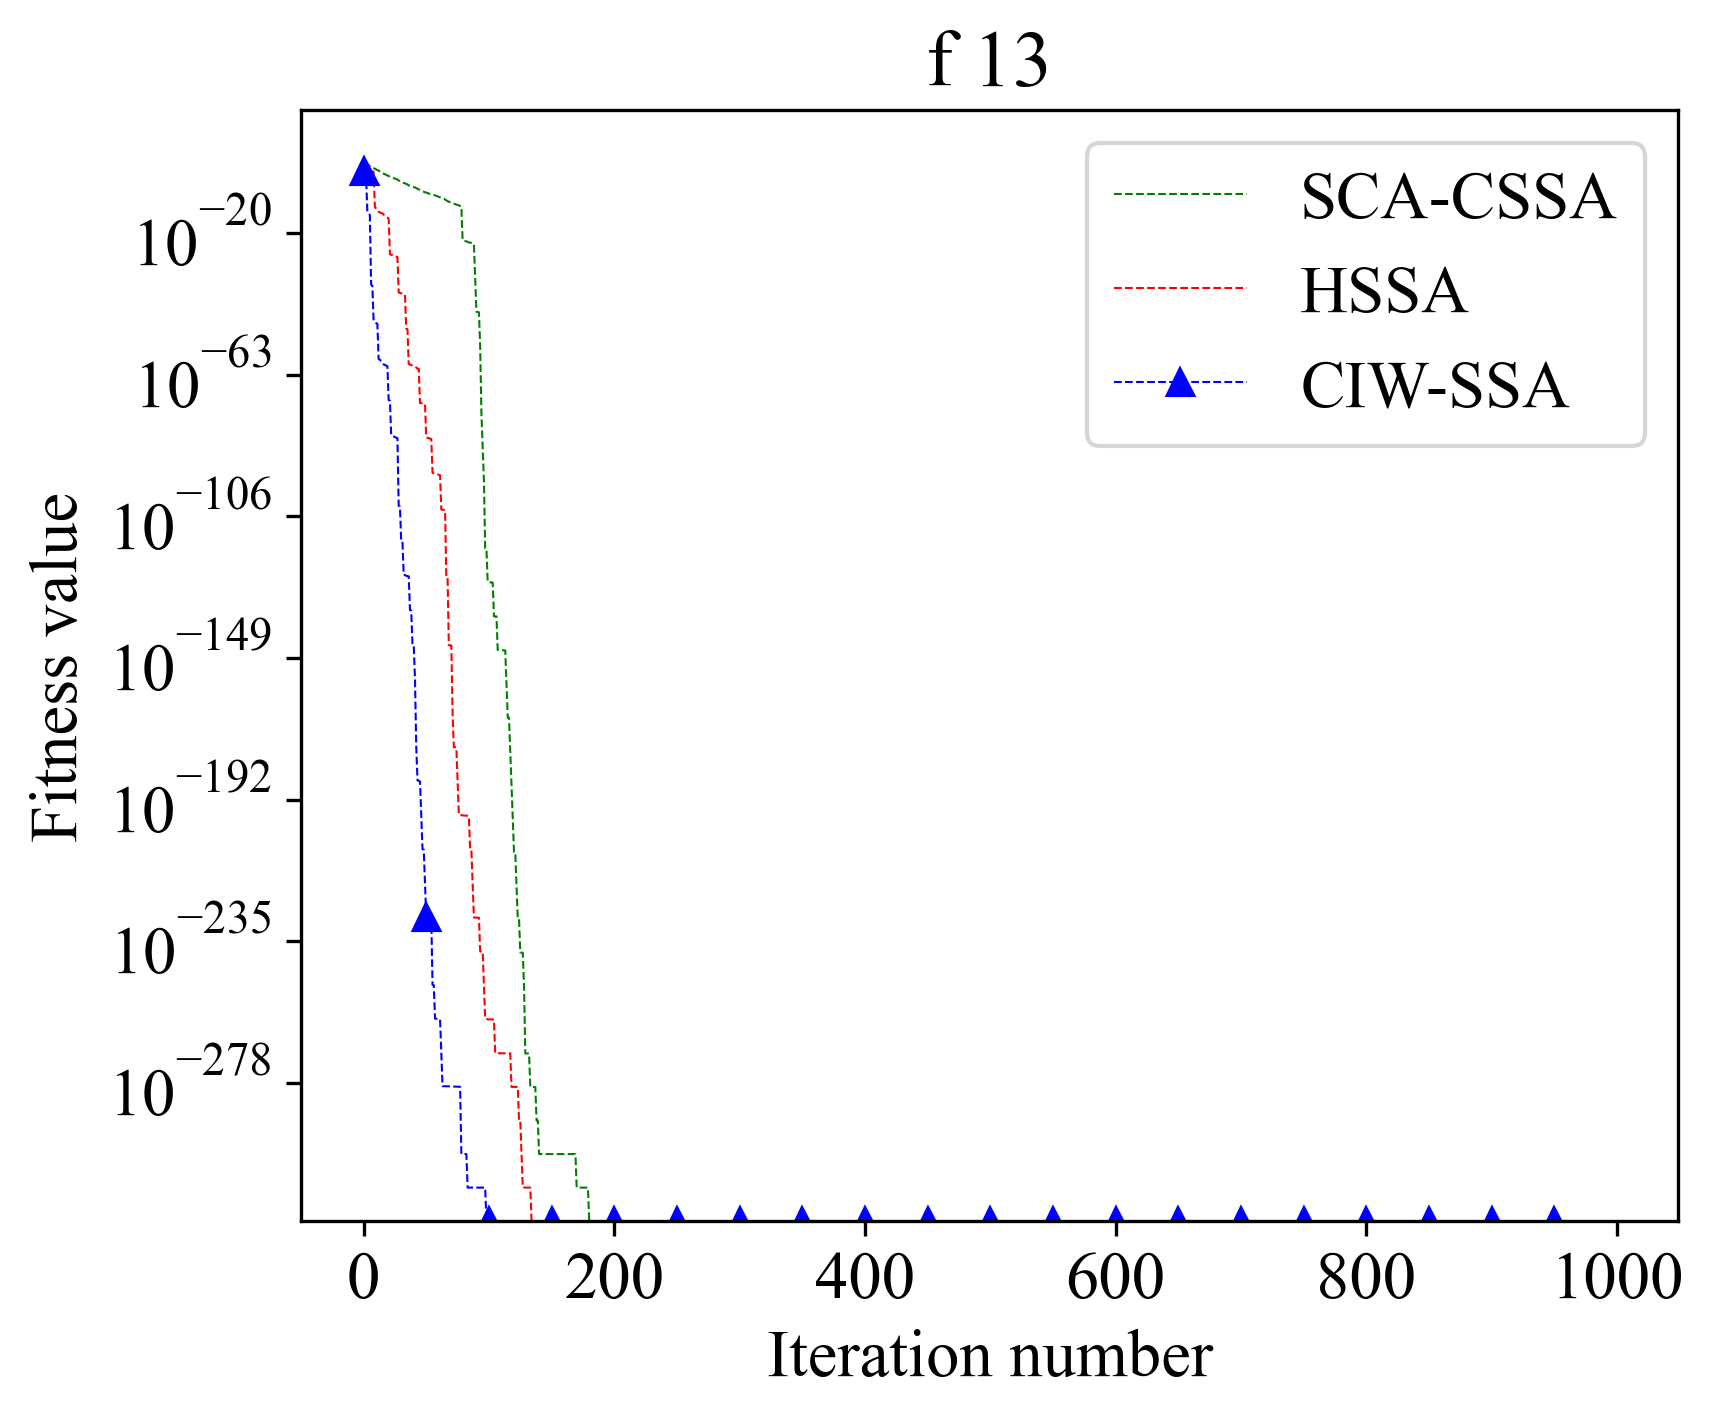 f 13
SCA-CSSA
HSSA
CIW-SSA
Fitness value
10^−20
10^−63
10^−106
10^−149
10^−192
10^−235
10^−278
0 200 400 600 800 1000
Iteration number